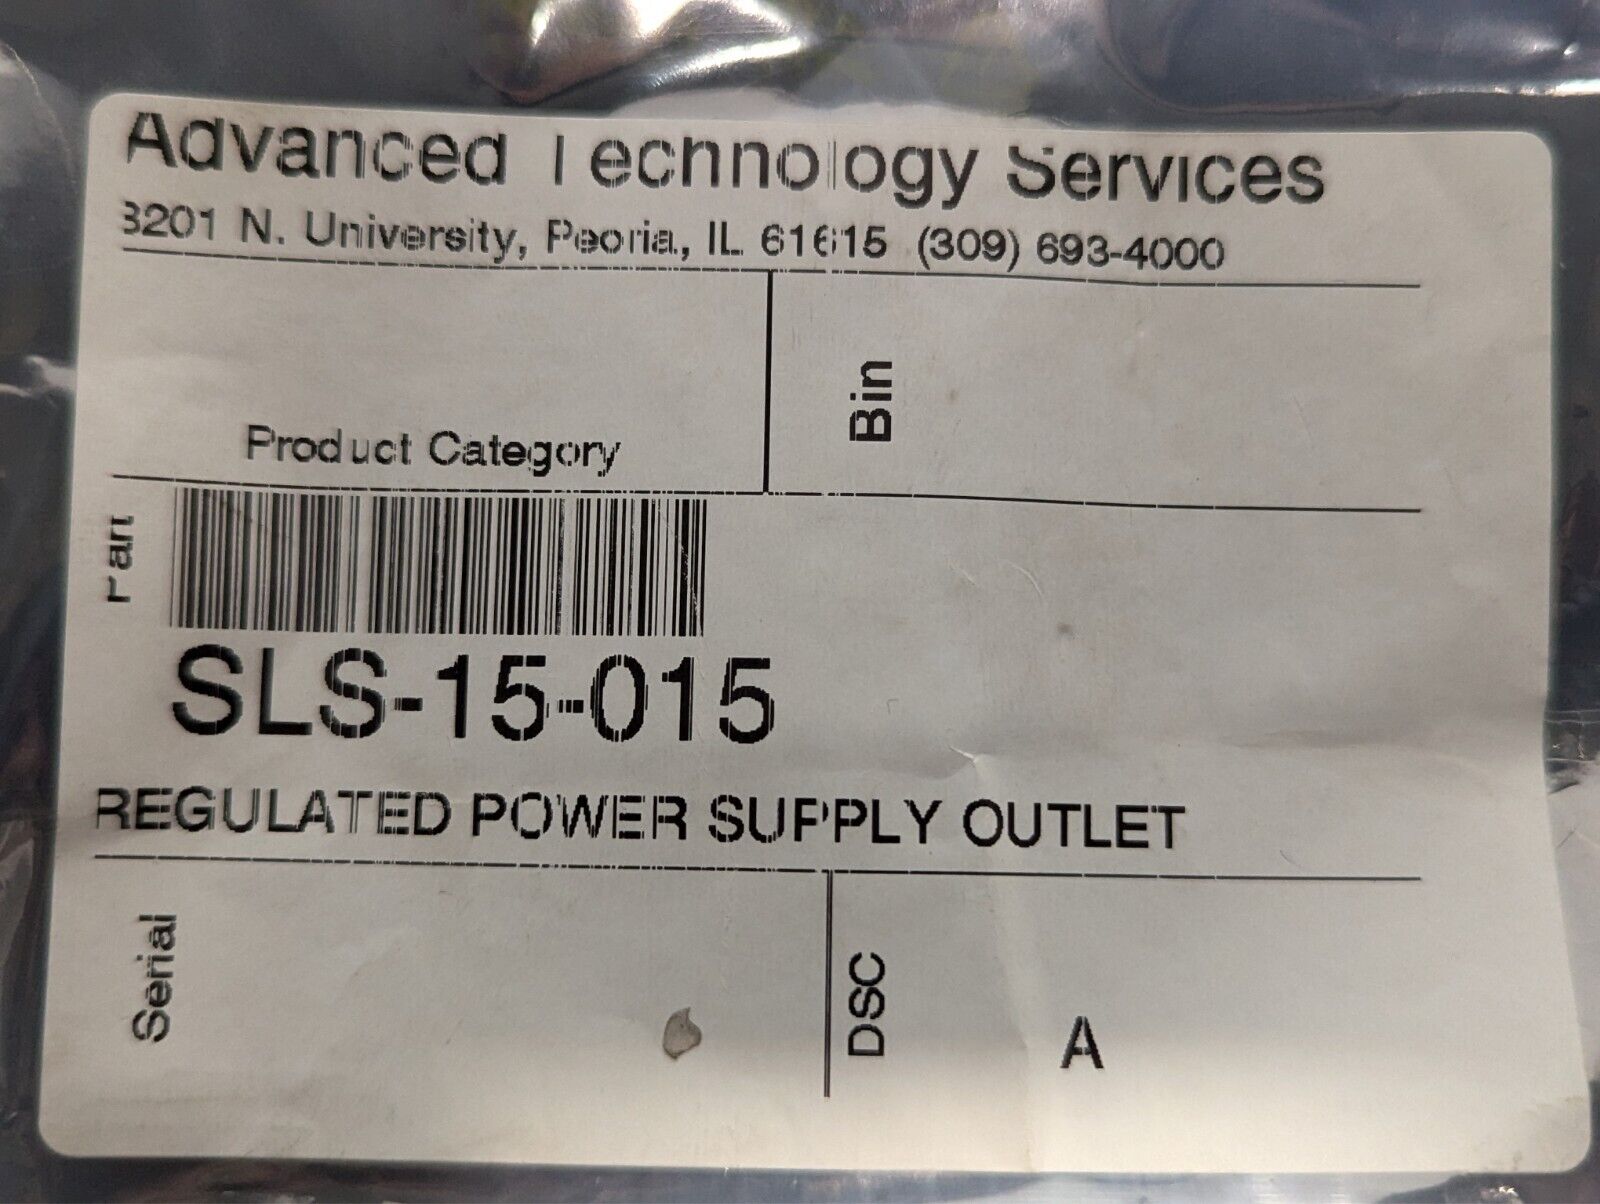 Advanced Technology Services
8201 N. University, Peoria, IL 61615 (309) 693-4000
Product Category
Bin
Part
SLS-15-015
REGULATED POWER SUPPLY OUTLET
Serial
DSC
A